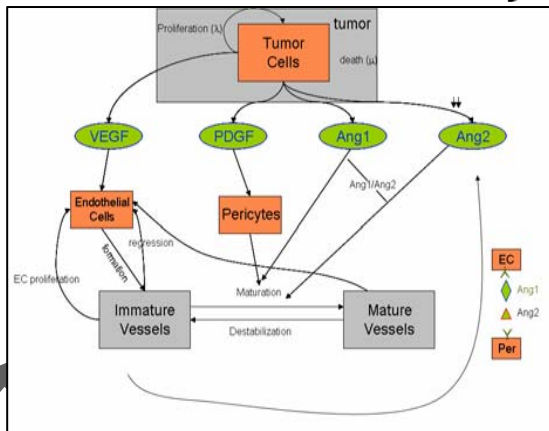 tumor
Proliferation (λ)
Tumor
Cells
death (μ)
VEGF
PDGF
Ang1
Ang2
Ang1/Ang2
Endothelial
Cells
Pericytes
formation
regression
EC proliferation
Maturation
Immature
Vessels
Mature
Vessels
Destabilization
EC
Ang1
Ang2
Per